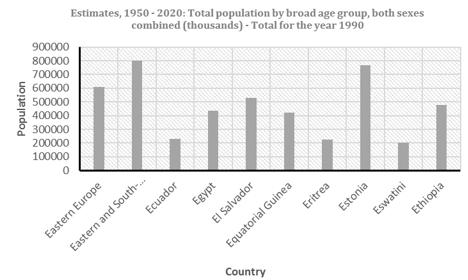 Estimates, 1950 - 2020: Total population by broad age group, both sexes
combined (thousands) - Total for the year 1990
900000
800000
700000
600000
500000
400000
300000
200000
100000
0
Population
Eastern Europe
Eastern and South-...
Ecuador
Egypt
El Salvador
Equatorial Guinea
Eritrea
Estonia
Eswatini
Ethiopia
Country